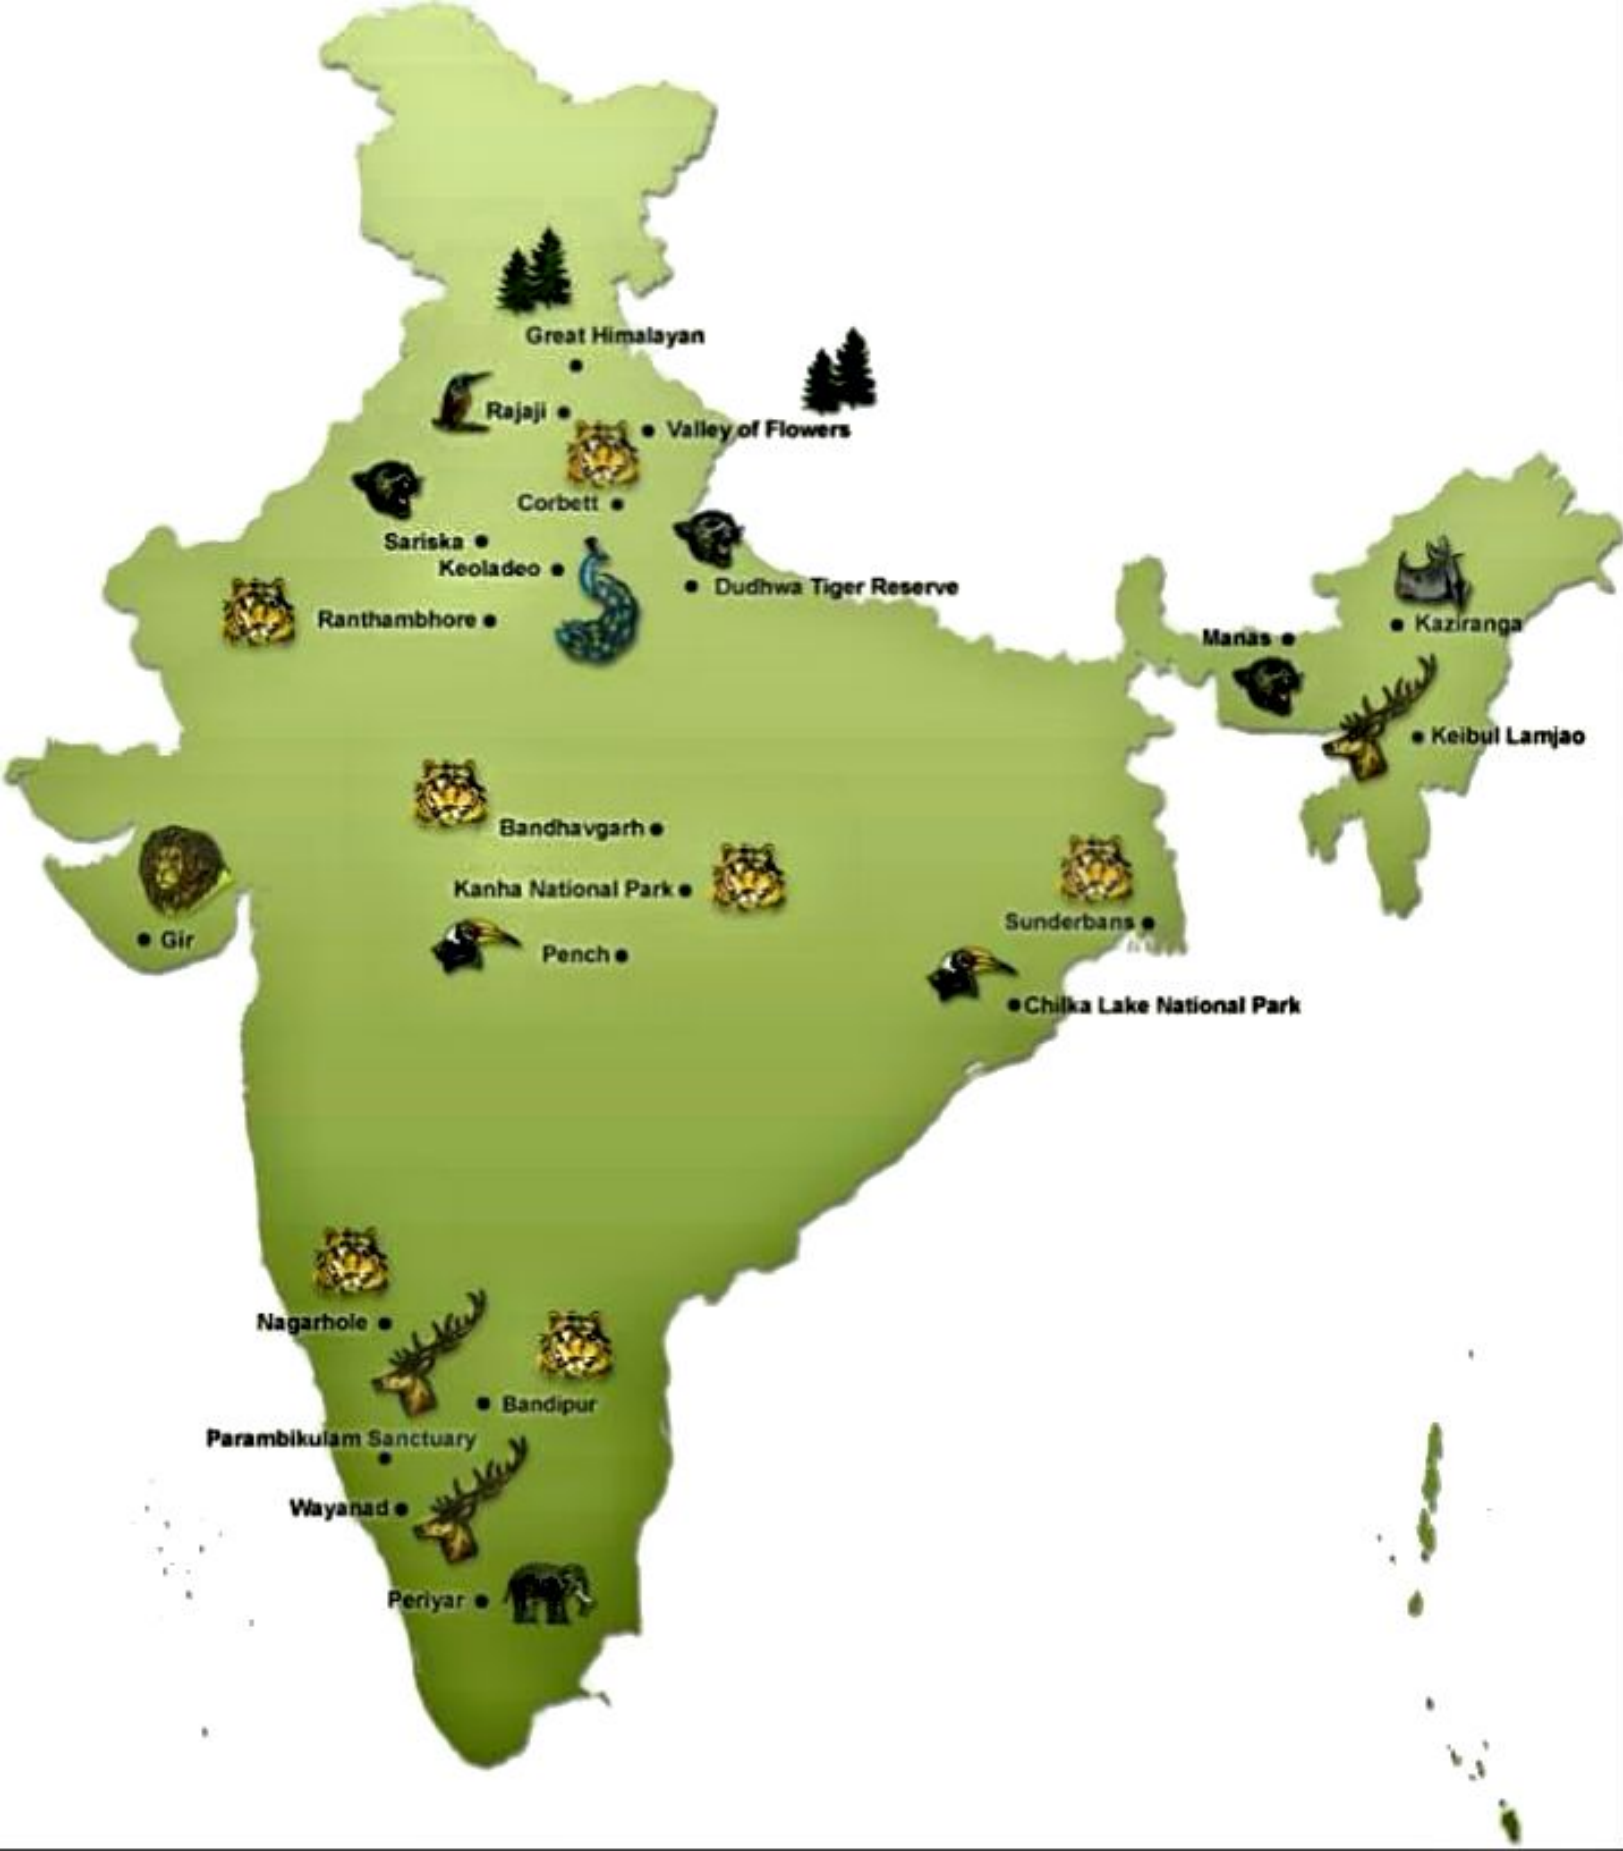 Great Himalayan
Rajaji
Valley of Flowers
Corbett
Sariska
Keoladeo
Dudhwa Tiger Reserve
Ranthambhore
Kaziranga
Manas
Keibul Lamjao
Bandhavgarh
Kanha National Park
Sunderbans
Gir
Pench
Chilka Lake National Park
Nagarhole
Bandipur
Parambikulam Sanctuary
Wayanad
Periyar